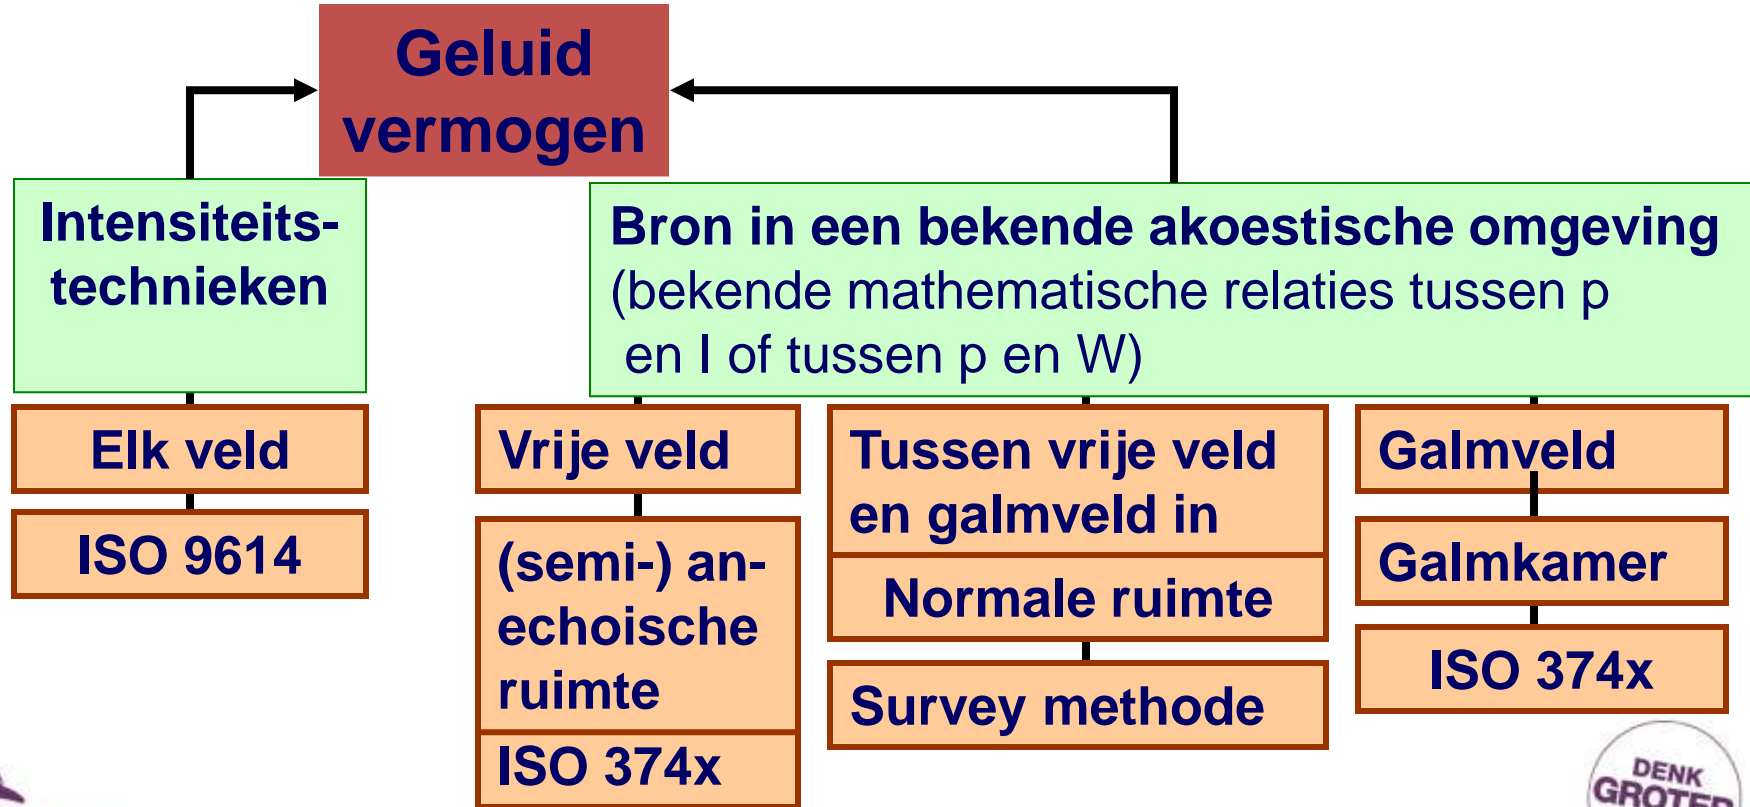 Geluid
vermogen
Intensiteits-
technieken
Bron in een bekende akoestische omgeving
(bekende mathematische relaties tussen p
en I of tussen p en W)
Elk veld
ISO 9614
Vrije veld
(semi-) an-
echoische
ruimte
ISO 374x
Tussen vrije veld
en galmveld in
Normale ruimte
Survey methode
Galmveld
Galmkamer
ISO 374x
DENK
GROTER